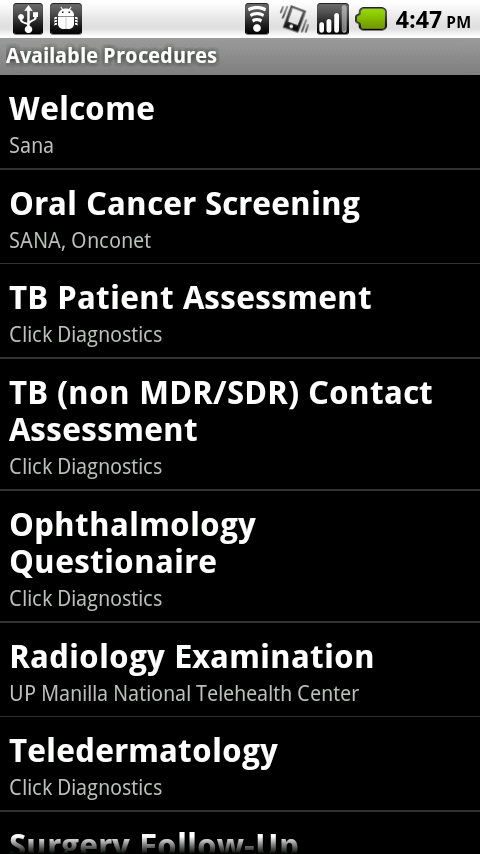 4:47 PM
Available Procedures
Welcome
Sana
Oral Cancer Screening
SANA, Onconet
TB Patient Assessment
Click Diagnostics
TB (non MDR/SDR) Contact
Assessment
Click Diagnostics
Ophthalmology
Questionaire
Click Diagnostics
Radiology Examination
UP Manilla National Telehealth Center
Teledermatology
Click Diagnostics
Surgery Follow-Up